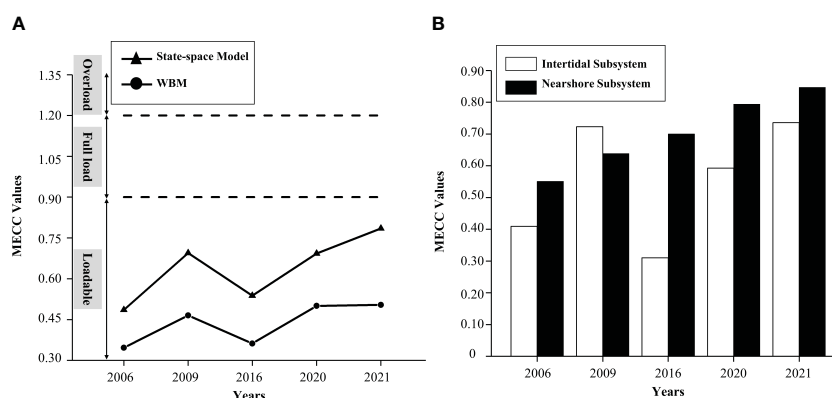 A
State-space Model
WBM
Overload
Full load
Loadable
MECC Values
1.35
1.20
1.05
0.90
0.75
0.60
0.45
0.30
2006 2009 2016 2020 2021
Years
B
Intertidal Subsystem
Nearshore Subsystem
MECC Values
0.90
0.80
0.70
0.60
0.50
0.40
0.30
0.20
0.10
0
2006 2009 2016 2020 2021
Years